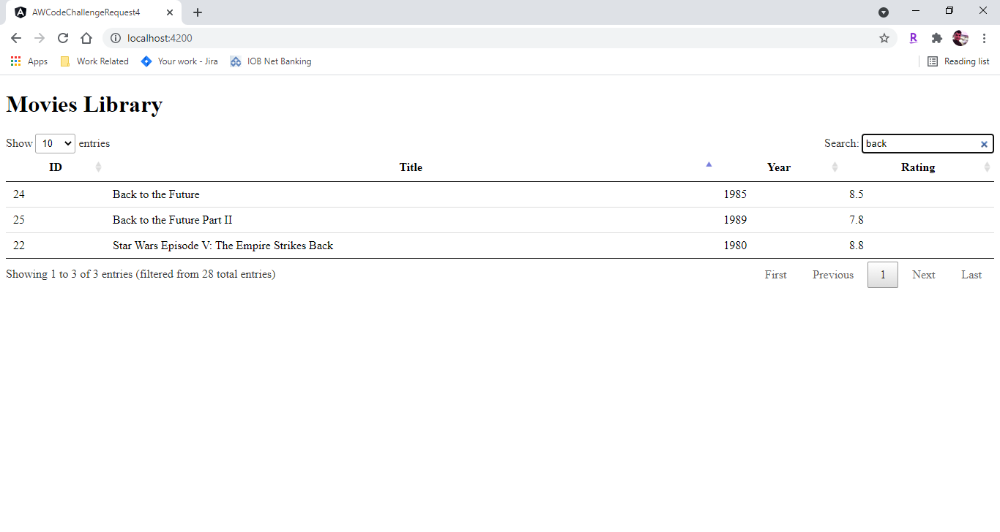 AWCodeChallengeRequest4
localhost:4200
R
Apps Work Related Your work - Jira IOB Net Banking Reading list
Movies Library
Show 10 entries Search: back
ID Title Year Rating
24 Back to the Future 1985 8.5
25 Back to the Future Part II 1989 7.8
22 Star Wars Episode V: The Empire Strikes Back 1980 8.8
Showing 1 to 3 of 3 entries (filtered from 28 total entries) First Previous 1 Next Last